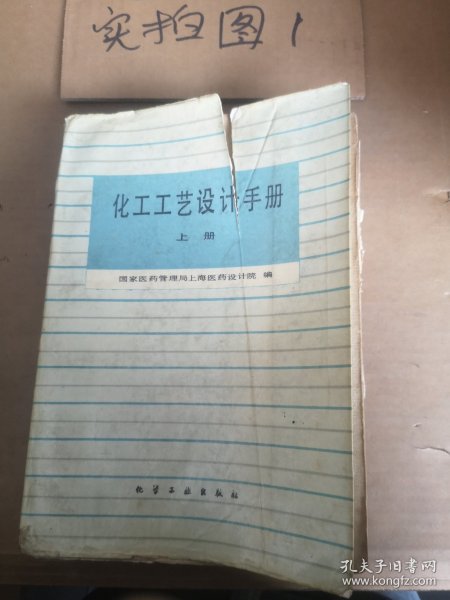 实拍图1
化工工艺设计手册
上册
国家医药管理局上海医药设计院 编
化学工业出版社
孔夫子旧书网
www.kongfz.com